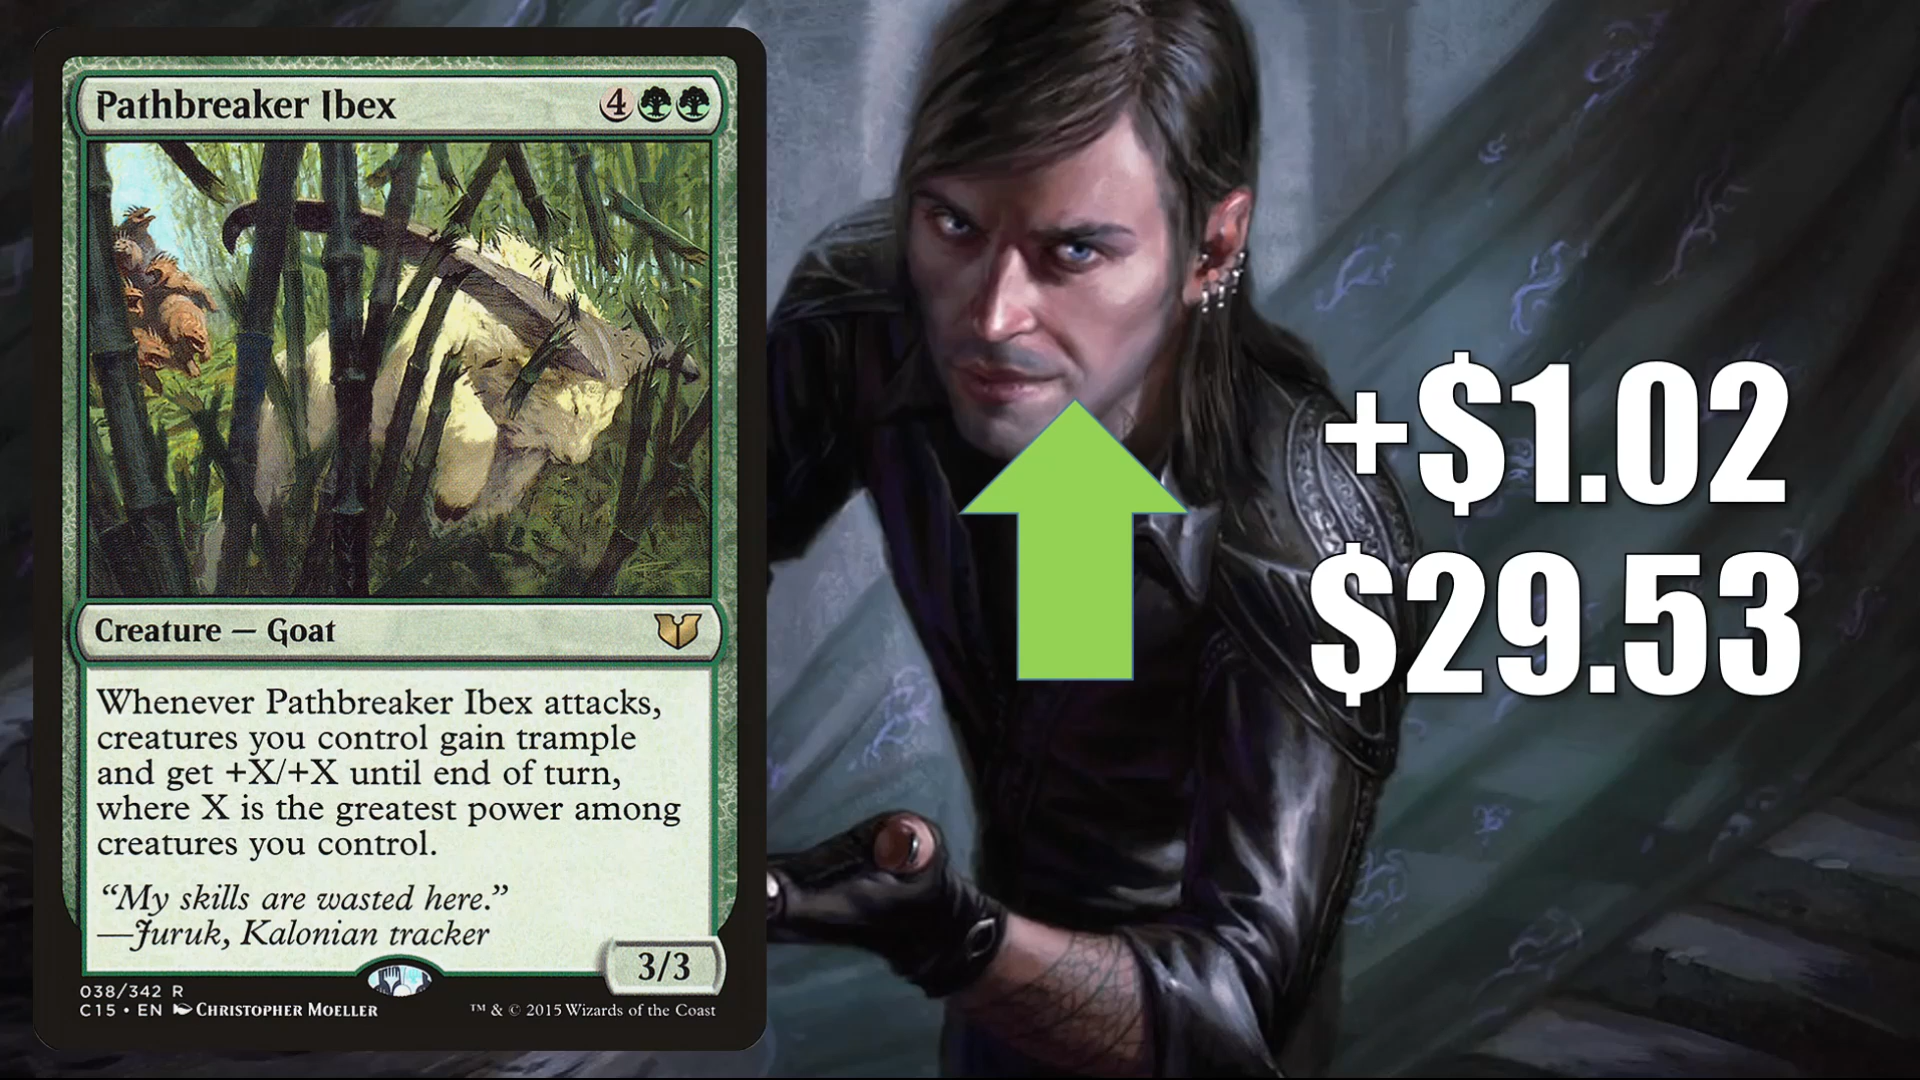 Pathbreaker Ibex
4
Creature — Goat
Whenever Pathbreaker Ibex attacks,
creatures you control gain trample
and get +X/+X until end of turn,
where X is the greatest power among
creatures you control.
“My skills are wasted here.”
—Juruk, Kalonian tracker
3/3
038/342 R
C15 • EN Christopher Moeller
™ & © 2015 Wizards of the Coast
+$1.02
$29.53